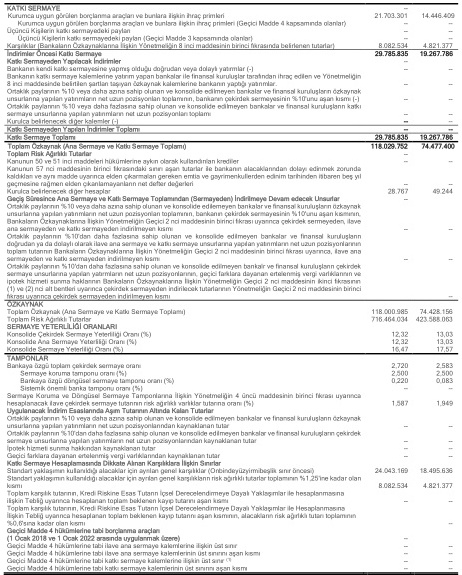 KATKI SERMAYE
Kurumca uygun görülen borçlanma araçları ve bunlara ilişkin ihraç primleri 21.703.301 14.446.409
Kurumca uygun görülen borçlanma araçları ve bunlara ilişkin ihraç primleri (Geçici Madde 4 kapsamında olanlar) – –
Üçüncü Kişilerin katkı sermayedeki payları – –
Üçüncü Kişilerin katkı sermayedeki payları (Geçici Madde 3 kapsamında olanlar) – –
Karşılıklar (Bankaların Özkaynaklarına İlişkin Yönetmeliğin 8 inci maddesinin birinci fıkrasında belirtilen tutarlar) 8.082.534 4.821.377
İndirimler Öncesi Katkı Sermaye 29.785.835 19.267.786
Katkı Sermayeden Yapılacak İndirimler
Bankanın kendi katkı sermayesine yapmış olduğu doğrudan veya dolaylı yatırımlar (-) – –
Bankanın katkı sermaye kalemlerine yatırım yapan bankalar ile finansal kuruluşlar tarafından ihraç edilen ve Yönetmeliğin
8 inci maddesinde belirtilen şartları taşıyan özkaynak kalemlerine bankanın yaptığı yatırımlar – –
Ortaklık paylarının %10 veya daha azına sahip olunan ve konsolide edilmeyen bankalar ve finansal kuruluşların özkaynak
unsurlarına yapılan yatırımların net uzun pozisyonları toplamının, bankanın çekirdek sermayesinin %10'unu aşan kısmı (-) – –
Ortaklık paylarının %10 veya daha fazlasına sahip olunan ve konsolide edilmeyen bankalar ve finansal kuruluşların katkı
sermaye unsurlarına yapılan yatırımların net uzun pozisyonları toplamı – –
Kurulca belirlenecek diğer kalemler (-) – –
Katkı Sermayeden Yapılan İndirimler Toplamı – –
Katkı Sermaye Toplamı 29.785.835 19.267.786
Toplam Özkaynak (Ana Sermaye ve Katkı Sermaye Toplamı) 118.029.752 74.477.400
Toplam Risk Ağırlıklı Tutarlar
Kanunun 50 ve 51 inci maddeleri hükümlerine aykırı olarak kullandırılan krediler – –
Kanunun 57 nci maddesinin birinci fıkrasındaki sınırı aşan tutarlar ile bankanın alacaklarından dolayı edinmek zorunda
kaldıkları ve aynı madde uyarınca elden çıkarmaları gereken emtia ve gayrimenkullerden edinim tarihinden itibaren beş yıl
geçmesine rağmen elden çıkarılamayanların net defter değerleri – –
Kurulca belirlenecek diğer hesaplar 28.767 49.244
Geçiş Süresince Ana Sermaye ve Katkı Sermaye Toplamından (Sermayeden) İndirilmeye Devam edecek Unsurlar
Ortaklık paylarının %10 veya daha azına sahip olunan ve konsolide edilmeyen bankalar ve finansal kuruluşların özkaynak
unsurlarına yapılan yatırımların net uzun pozisyonları toplamının, bankanın çekirdek sermayesinin %10'unu aşan kısmının,
Bankaların Özkaynaklarına İlişkin Yönetmeliğin Geçici 2 nci maddesinin birinci fıkrası uyarınca çekirdek sermayeden, ilave
ana sermayeden ve katkı sermayeden indirilmeyen kısmı – –
Ortaklık paylarının %10'dan daha fazlasına sahip olunan ve konsolide edilmeyen bankalar ve finansal kuruluşların
doğrudan ya da dolaylı olarak ilave ana sermaye ve katkı sermaye unsurlarına yapılan yatırımların net uzun pozisyonlarının
toplam tutarının Bankaların Özkaynaklarına İlişkin Yönetmeliğin Geçici 2 nci maddesinin birinci fıkrası uyarınca, ilave ana
sermayeden ve katkı sermayeden indirilmeyen kısmı – –
Ortaklık paylarının %10'dan daha fazlasına sahip olunan ve konsolide edilmeyen bankalar ve finansal kuruluşların çekirdek
sermaye unsurlarına yapılan yatırımların net uzun pozisyonlarının, geçici farklara dayanan ertelenmiş vergi varlıklarının ve
ipotek hizmeti sunma haklarının Bankaların Özkaynaklarına İlişkin Yönetmeliğin Geçici 2 nci maddesinin ikinci fıkrasının
(1) ve (2) nci alt bentleri uyarınca çekirdek sermayeden indirilecek tutarlarının Yönetmeliğin Geçici 2 nci maddesinin birinci
fıkrası uyarınca çekirdek sermayeden indirilmeyen kısmı – –
ÖZKAYNAK
Toplam Özkaynak (Ana Sermaye ve Katkı Sermaye Toplamı) 118.000.985 74.428.156
Toplam Risk Ağırlıklı Tutarlar 716.464.034 423.588.063
SERMAYE YETERLİLİĞİ ORANLARI
Konsolide Çekirdek Sermaye Yeterliliği Oranı (%) 12,32 13,03
Konsolide Ana Sermaye Yeterliliği Oranı (%) 12,32 13,03
Konsolide Sermaye Yeterliliği Oranı (%) 16,47 17,57
TAMPONLAR
Bankaya özgü toplam çekirdek sermaye oranı 2,720 2,583
Sermaye koruma tamponu oranı (%) 2,500 2,500
Bankaya özgü döngüsel sermaye tamponu oranı (%) 0,220 0,083
Sistemik önemli banka tamponu oranı (%) – –
Sermaye Koruma ve Döngüsel Sermaye Tamponlarına İlişkin Yönetmeliğin 4 üncü maddesinin birinci fıkrası uyarınca
hesaplanacak ilave çekirdek sermaye tutarının risk ağırlıklı varlıklar tutarına oranı (%) 1,587 1,949
Uygulanacak İndirim Esaslarında Aşım Tutarının Altında Kalan Tutarlar
Ortaklık paylarının %10 veya daha azına sahip olunan ve konsolide edilmeyen bankalar ve finansal kuruluşların özkaynak
unsurlarına yapılan yatırımların net uzun pozisyonlarından kaynaklanan tutar – –
Ortaklık paylarının %10'dan daha fazlasına sahip olunan ve konsolide edilmeyen bankalar ve finansal kuruluşların çekirdek
sermaye unsurlarına yapılan yatırımların net uzun pozisyonlarından kaynaklanan tutar – –
İpotek hizmeti sunma hakkından kaynaklanan tutar – –
Geçici farklara dayanan ertelenmiş vergi varlıklarından kaynaklanan tutar – –
Katkı Sermaye Hesaplamasında Dikkate Alınan Karşılıklara İlişkin Sınırlar
Standart yaklaşımın kullanıldığı alacaklar için ayrılan genel karşılıklar (Onbindeyüzyirmibeşlik sınır öncesi) 24.043.169 18.495.636
Standart yaklaşımın kullanıldığı alacaklar için ayrılan genel karşılıkların risk ağırlıklı tutarlar toplamının %1,25'ine kadar olan
kısmı 8.082.534 4.821.377
Toplam karşılık tutarının, Kredi Riskine Esas Tutarın İçsel Derecelendirmeye Dayalı Yaklaşımlar ile Hesaplanmasına
ilişkin Tebliğ uyarınca hesaplanan toplam beklenen kayıp tutarını aşan kısmı – –
Toplam karşılık tutarının, Kredi Riskine Esas Tutarın İçsel Derecelendirmeye Dayalı Yaklaşımlar ile Hesaplanmasına
İlişkin Tebliğ uyarınca hesaplanan toplam beklenen kayıp tutarını aşan kısmının, alacakların risk ağırlıklı tutarı toplamının
%0,6'sına kadar olan kısmı – –
Geçici Madde 4 hükümlerine tabi borçlanma araçları
(1 Ocak 2018 ve 1 Ocak 2022 arasında uygulanmak üzere)
Geçici Madde 4 hükümlerine tabi ilave ana sermaye kalemlerine ilişkin üst sınır – –
Geçici Madde 4 hükümlerine tabi ilave ana sermaye kalemlerinin üst sınırını aşan kısmı – –
Geçici Madde 4 hükümlerine tabi katkı sermaye kalemlerine ilişkin üst sınır – –
Geçici Madde 4 hükümlerine tabi katkı sermaye kalemlerinin üst sınırını aşan kısmı – –